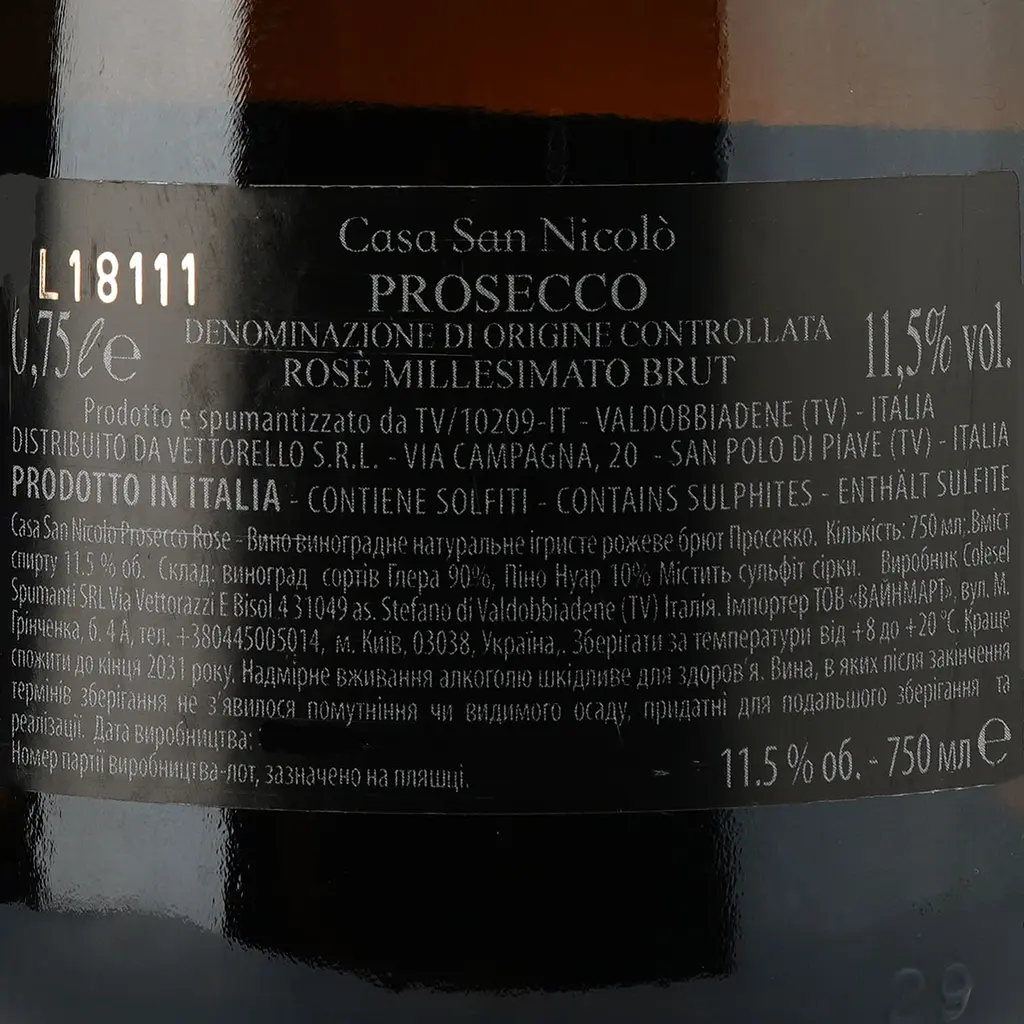 Casa San Nicolò
L18111
PROSECCO
DENOMINAZIONE DI ORIGINE CONTROLLATA
0,75 ℓ e
11,5% vol.
ROSÈ MILLESIMATO BRUT
Prodotto e spumantizzato da TV/10209-IT - VALDOBBIADENE (TV) - ITALIA
DISTRIBUITO DA VETTORELLO S.R.L. - VIA CAMPAGNA, 20 - SAN POLO DI PIAVE (TV) - ITALIA
PRODOTTO IN ITALIA - CONTIENE SOLFITI - CONTAINS SULPHITES - ENTHÄLT SULFITE
Casa San Nicolo Prosecco Rose - Вино виноградне натуральне ігристе рожеве брют Просекко. Кількість: 750 мл;.Вміст
спирту 11.5 % об. Склад: виноград сортів Глера 90%, Піно Нуар 10% Містить сульфіт сірки. Виробник Colesel
Spumanti SRL Via Vettorazzi E Bisol 4 31049 as. Stefano di Valdobbiadene (TV) Італія. Імпортер ТОВ «ВАЙНМАРТ», вул. М.
Грінченка, б. 4 А, тел. +380445005014, м. Київ, 03038, Україна,. Зберігати за температури від +8 до +20 °С. Краще
спожити до кінця 2031 року. Надмірне вживання алкоголю шкідливе для здоров'я. Вина, в яких після закінчення
термінів зберігання не з'явилося помутніння чи видимого осаду, придатні для подальшого зберігання та
реалізації. Дата виробництва:
Номер партії виробництва-лот, зазначено на пляшці.
11.5 % об. - 750 мл e
29